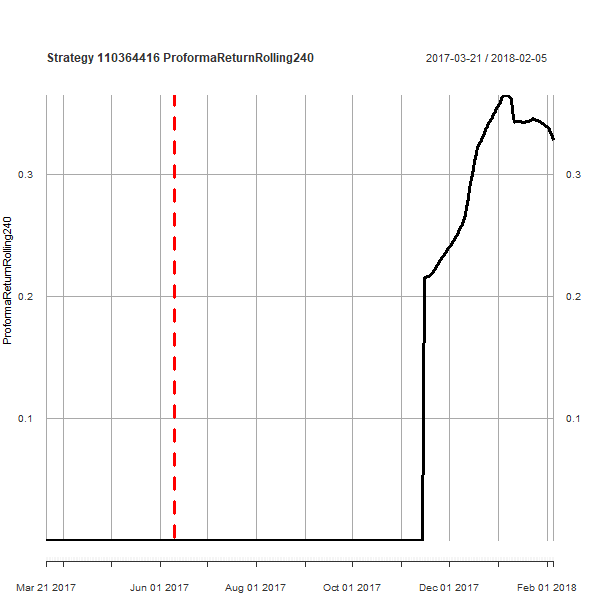 Strategy 110364416 ProformaReturnRolling240
2017-03-21 / 2018-02-05
ProformaReturnRolling240
0.3
0.3
0.2
0.2
0.1
0.1
Mar 21 2017
Jun 01 2017
Aug 01 2017
Oct 01 2017
Dec 01 2017
Feb 01 2018